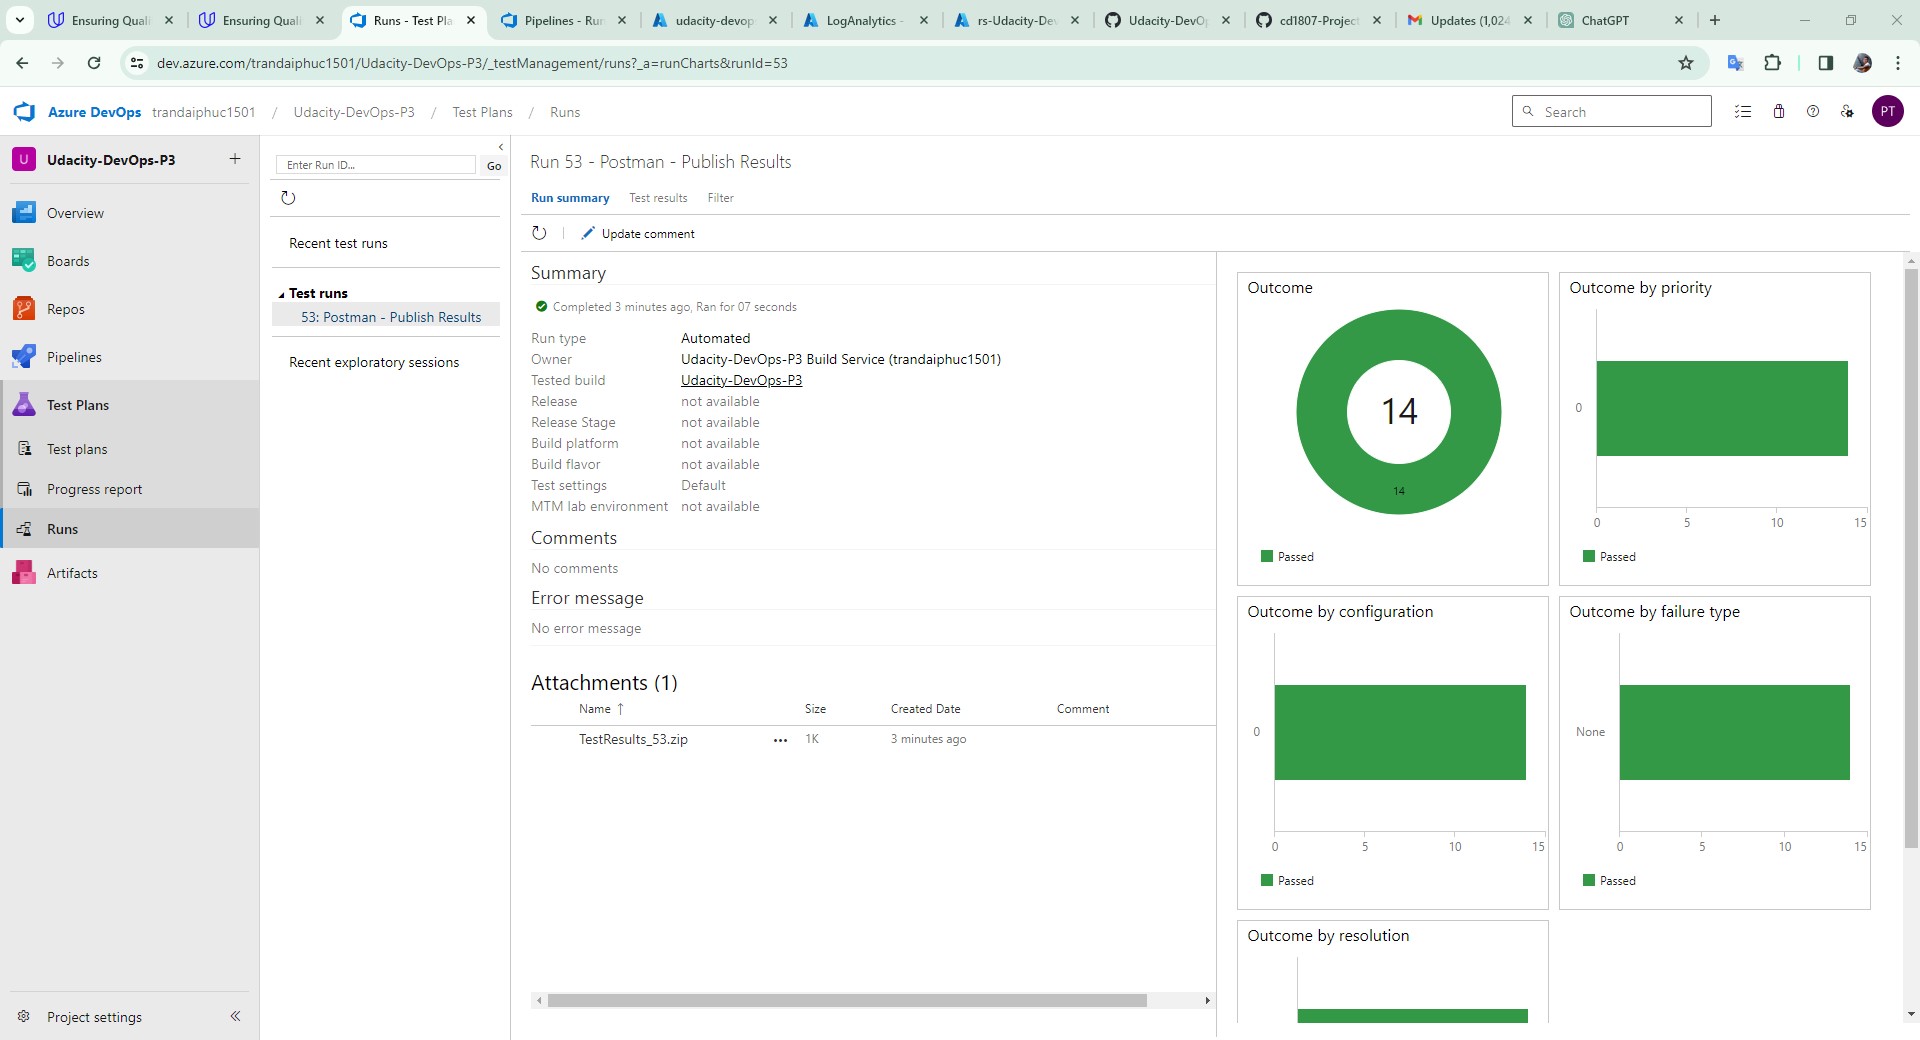 Ensuring Quali
Ensuring Quali
Runs - Test Pla
Pipelines - Run
udacity-devops
LogAnalytics -
rs-Udacity-De
Udacity-DevOp
cd1807-Project
Updates (1,024
ChatGPT
dev.azure.com/trandaiphuc1501/Udacity-DevOps-P3/_testManagement/runs?_a=runCharts&runId=53
Azure DevOps trandaiphuc1501 / Udacity-DevOps-P3 / Test Plans / Runs
Search
PT
U Udacity-DevOps-P3 +
Overview
Boards
Repos
Pipelines
Test Plans
Test plans
Progress report
Runs
Artifacts
Project settings
Enter Run ID...
Go
Recent test runs
Test runs
53: Postman - Publish Results
Recent exploratory sessions
Run 53 - Postman - Publish Results
Run summary Test results Filter
Update comment
Summary
Completed 3 minutes ago, Ran for 07 seconds
Run type Automated
Owner Udacity-DevOps-P3 Build Service (trandaiphuc1501)
Tested build Udacity-DevOps-P3
Release not available
Release Stage not available
Build platform not available
Build flavor not available
Test settings Default
MTM lab environment not available
Comments
No comments
Error message
No error message
Attachments (1)
Name ↑ Size Created Date Comment
TestResults_53.zip ... 1K 3 minutes ago
Outcome
14
14
Passed
Outcome by priority
0
0 5 10 15
Passed
Outcome by configuration
0
0 5 10 15
Passed
Outcome by failure type
None
0 5 10 15
Passed
Outcome by resolution